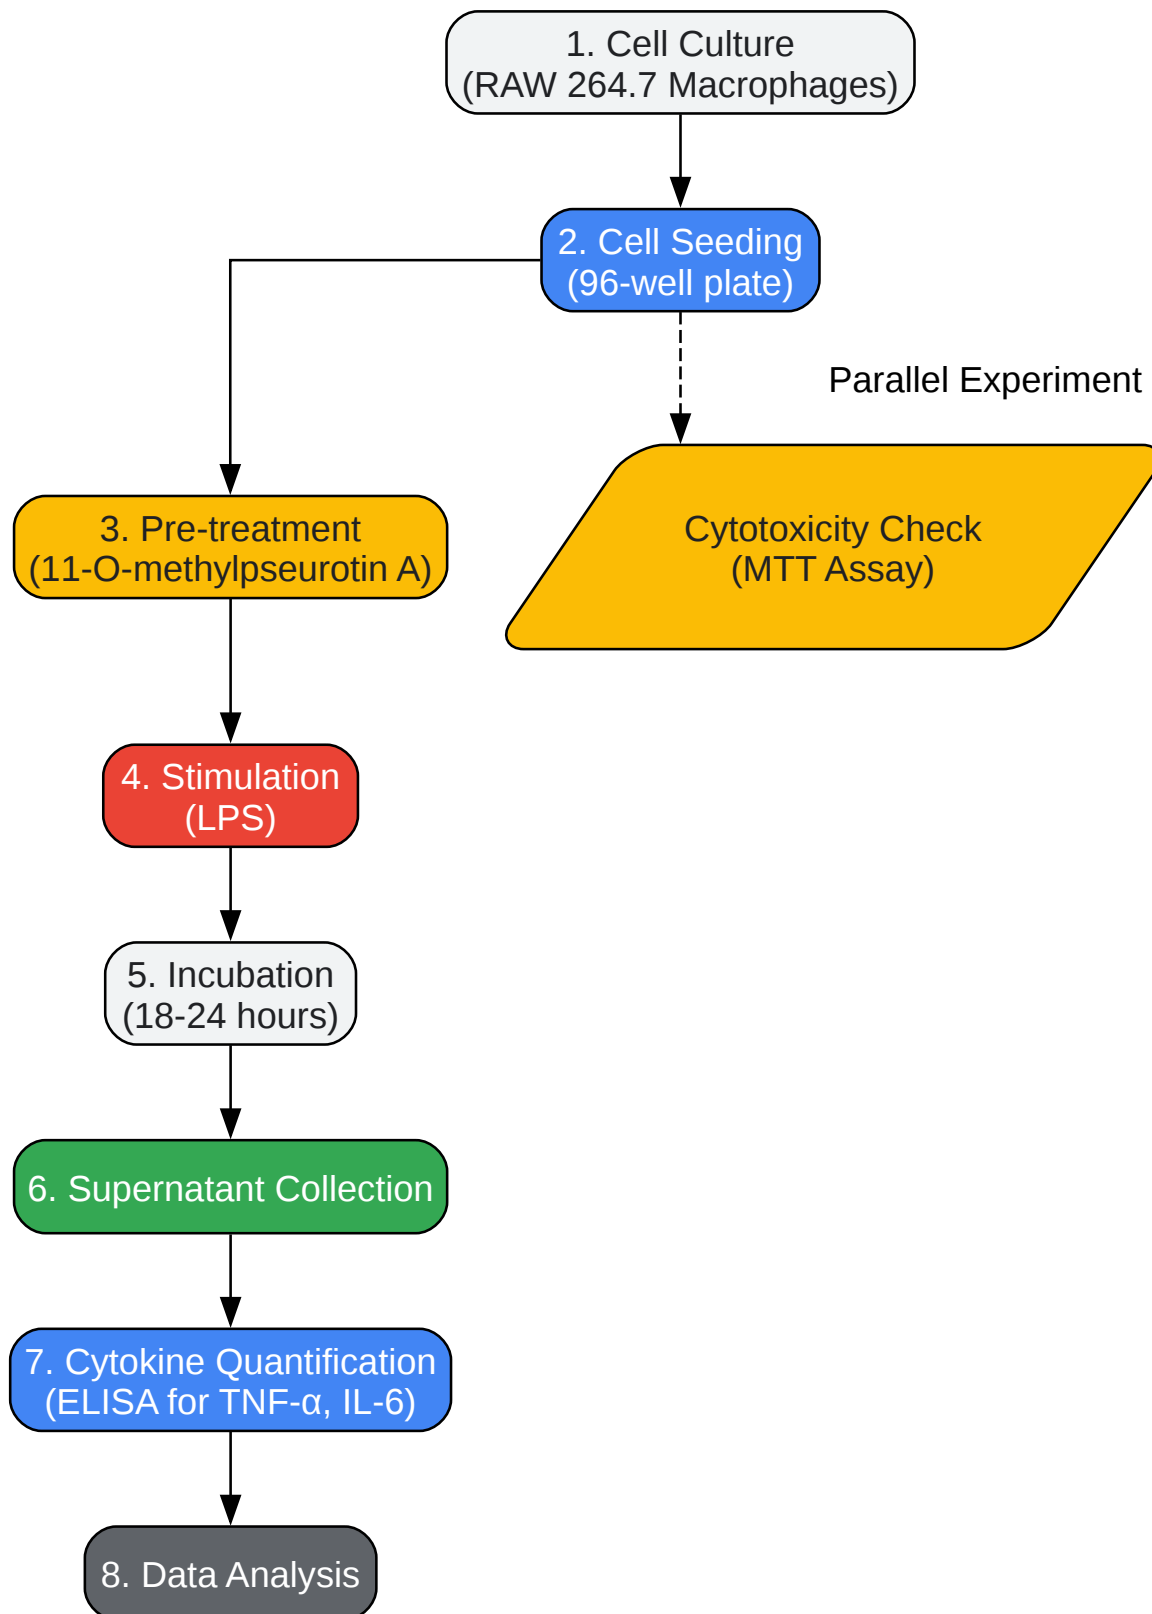 1. Cell Culture
(RAW 264.7 Macrophages)
2. Cell Seeding
(96-well plate)
Parallel Experiment
3. Pre-treatment
(11-O-methylpseurotin A)
Cytotoxicity Check
(MTT Assay)
4. Stimulation
(LPS)
5. Incubation
(18-24 hours)
6. Supernatant Collection
7. Cytokine Quantification
(ELISA for TNF-α, IL-6)
8. Data Analysis